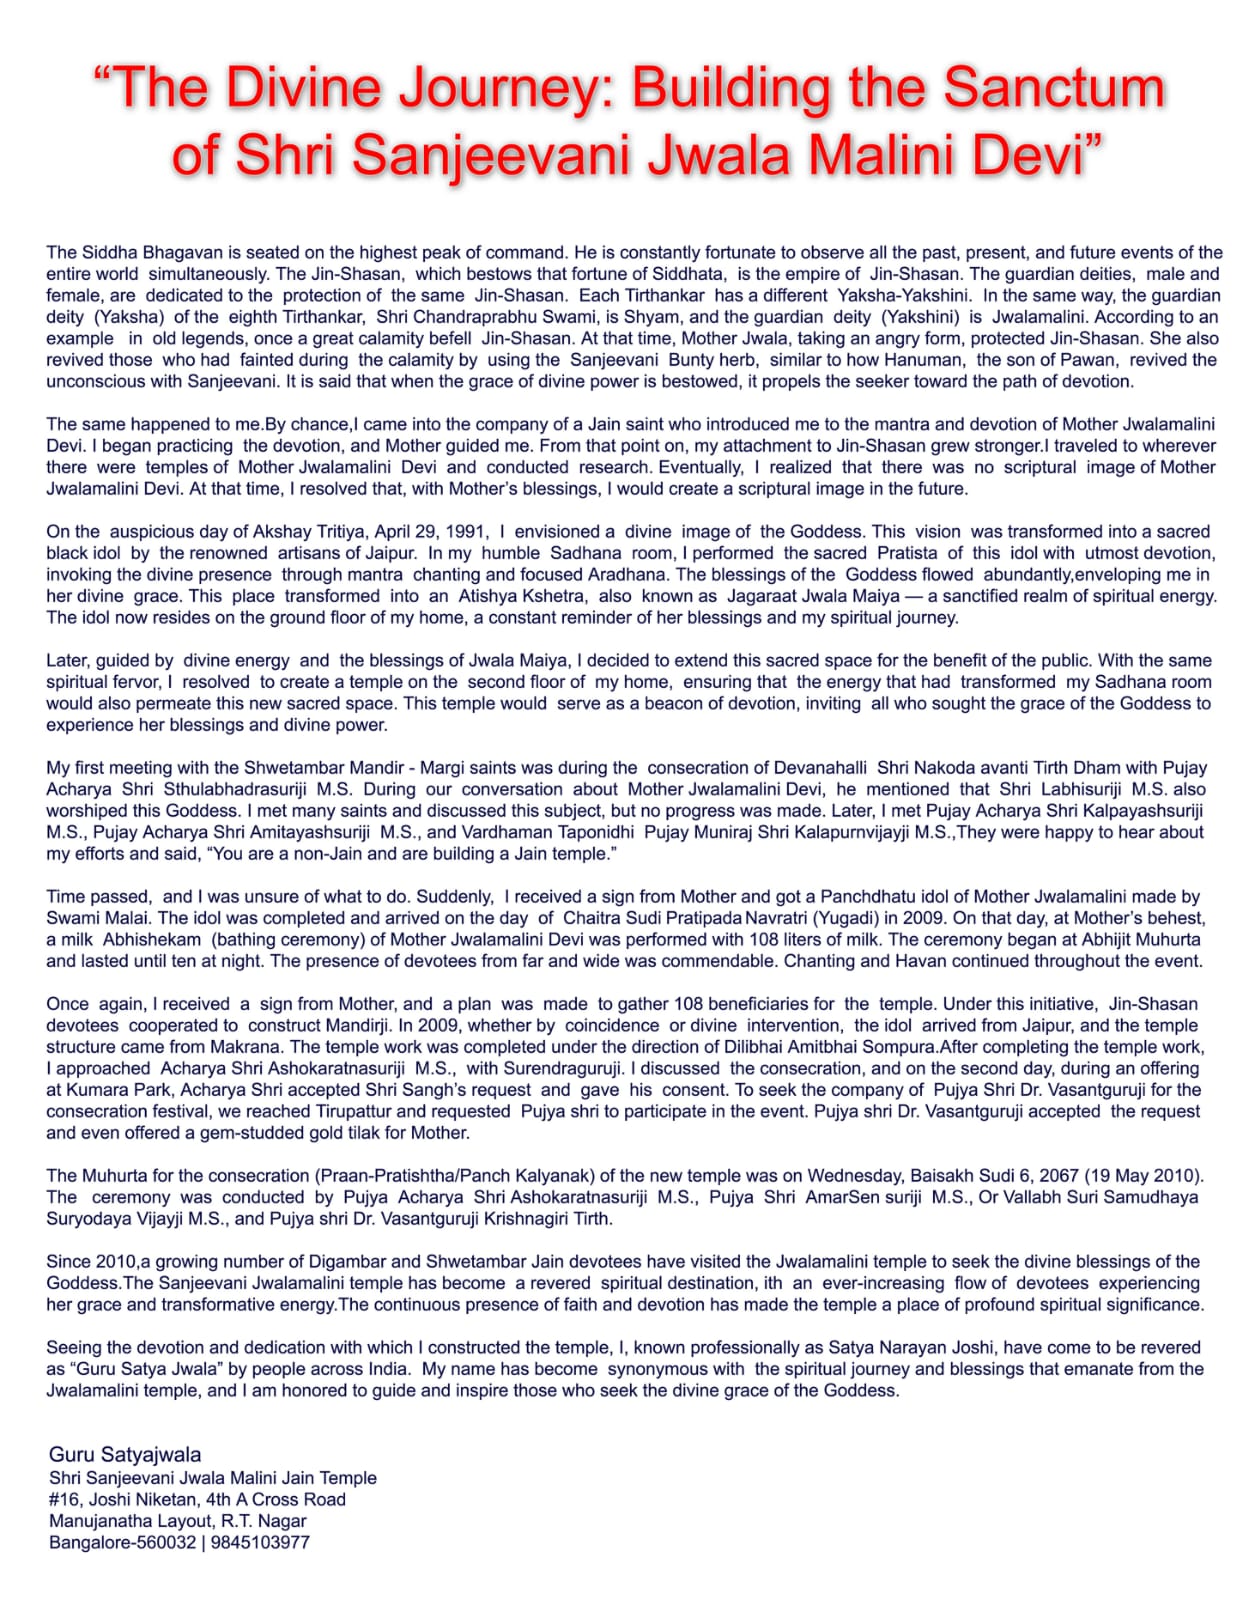 “The Divine Journey: Building the Sanctum
of Shri Sanjeevani Jwala Malini Devi”
The Siddha Bhagavan is seated on the highest peak of command. He is constantly fortunate to observe all the past, present, and future events of the
entire world simultaneously. The Jin-Shasan, which bestows that fortune of Siddhata, is the empire of Jin-Shasan. The guardian deities, male and
female, are dedicated to the protection of the same Jin-Shasan. Each Tirthankar has a different Yaksha-Yakshini. In the same way, the guardian
deity (Yaksha) of the eighth Tirthankar, Shri Chandraprabhu Swami, is Shyam, and the guardian deity (Yakshini) is Jwalamalini. According to an
example in old legends, once a great calamity befell Jin-Shasan. At that time, Mother Jwala, taking an angry form, protected Jin-Shasan. She also
revived those who had fainted during the calamity by using the Sanjeevani Bunty herb, similar to how Hanuman, the son of Pawan, revived the
unconscious with Sanjeevani. It is said that when the grace of divine power is bestowed, it propels the seeker toward the path of devotion.
The same happened to me.By chance,I came into the company of a Jain saint who introduced me to the mantra and devotion of Mother Jwalamalini
Devi. I began practicing the devotion, and Mother guided me. From that point on, my attachment to Jin-Shasan grew stronger.I traveled to wherever
there were temples of Mother Jwalamalini Devi and conducted research. Eventually, I realized that there was no scriptural image of Mother
Jwalamalini Devi. At that time, I resolved that, with Mother’s blessings, I would create a scriptural image in the future.
On the auspicious day of Akshay Tritiya, April 29, 1991, I envisioned a divine image of the Goddess. This vision was transformed into a sacred
black idol by the renowned artisans of Jaipur. In my humble Sadhana room, I performed the sacred Pratista of this idol with utmost devotion,
invoking the divine presence through mantra chanting and focused Aradhana. The blessings of the Goddess flowed abundantly,enveloping me in
her divine grace. This place transformed into an Atishya Kshetra, also known as Jagaraat Jwala Maiya — a sanctified realm of spiritual energy.
The idol now resides on the ground floor of my home, a constant reminder of her blessings and my spiritual journey.
Later, guided by divine energy and the blessings of Jwala Maiya, I decided to extend this sacred space for the benefit of the public. With the same
spiritual fervor, I resolved to create a temple on the second floor of my home, ensuring that the energy that had transformed my Sadhana room
would also permeate this new sacred space. This temple would serve as a beacon of devotion, inviting all who sought the grace of the Goddess to
experience her blessings and divine power.
My first meeting with the Shwetambar Mandir - Margi saints was during the consecration of Devanahalli Shri Nakoda avanti Tirth Dham with Pujay
Acharya Shri Sthulabhadrasuriji M.S. During our conversation about Mother Jwalamalini Devi, he mentioned that Shri Labhisuriji M.S. also
worshiped this Goddess. I met many saints and discussed this subject, but no progress was made. Later, I met Pujay Acharya Shri Kalpayashsuriji
M.S., Pujay Acharya Shri Amitayashsuriji M.S., and Vardhaman Taponidhi Pujay Muniraj Shri Kalapurnvijayji M.S.,They were happy to hear about
my efforts and said, “You are a non-Jain and are building a Jain temple.”
Time passed, and I was unsure of what to do. Suddenly, I received a sign from Mother and got a Panchdhatu idol of Mother Jwalamalini made by
Swami Malai. The idol was completed and arrived on the day of Chaitra Sudi Pratipada Navratri (Yugadi) in 2009. On that day, at Mother’s behest,
a milk Abhishekam (bathing ceremony) of Mother Jwalamalini Devi was performed with 108 liters of milk. The ceremony began at Abhijit Muhurta
and lasted until ten at night. The presence of devotees from far and wide was commendable. Chanting and Havan continued throughout the event.
Once again, I received a sign from Mother, and a plan was made to gather 108 beneficiaries for the temple. Under this initiative, Jin-Shasan
devotees cooperated to construct Mandirji. In 2009, whether by coincidence or divine intervention, the idol arrived from Jaipur, and the temple
structure came from Makrana. The temple work was completed under the direction of Dilibhai Amitbhai Sompura.After completing the temple work,
I approached Acharya Shri Ashokaratnasuriji M.S., with Surendraguruji. I discussed the consecration, and on the second day, during an offering
at Kumara Park, Acharya Shri accepted Shri Sangh’s request and gave his consent. To seek the company of Pujya Shri Dr. Vasantguruji for the
consecration festival, we reached Tirupattur and requested Pujya shri to participate in the event. Pujya shri Dr. Vasantguruji accepted the request
and even offered a gem-studded gold tilak for Mother.
The Muhurta for the consecration (Praan-Pratishtha/Panch Kalyanak) of the new temple was on Wednesday, Baisakh Sudi 6, 2067 (19 May 2010).
The ceremony was conducted by Pujya Acharya Shri Ashokaratnasuriji M.S., Pujya Shri AmarSen suriji M.S., Or Vallabh Suri Samudhaya
Suryodaya Vijayji M.S., and Pujya shri Dr. Vasantguruji Krishnagiri Tirth.
Since 2010,a growing number of Digambar and Shwetambar Jain devotees have visited the Jwalamalini temple to seek the divine blessings of the
Goddess.The Sanjeevani Jwalamalini temple has become a revered spiritual destination, ith an ever-increasing flow of devotees experiencing
her grace and transformative energy.The continuous presence of faith and devotion has made the temple a place of profound spiritual significance.
Seeing the devotion and dedication with which I constructed the temple, I, known professionally as Satya Narayan Joshi, have come to be revered
as “Guru Satya Jwala” by people across India. My name has become synonymous with the spiritual journey and blessings that emanate from the
Jwalamalini temple, and I am honored to guide and inspire those who seek the divine grace of the Goddess.
Guru Satyajwala
Shri Sanjeevani Jwala Malini Jain Temple
#16, Joshi Niketan, 4th A Cross Road
Manujanatha Layout, R.T. Nagar
Bangalore-560032 | 9845103977